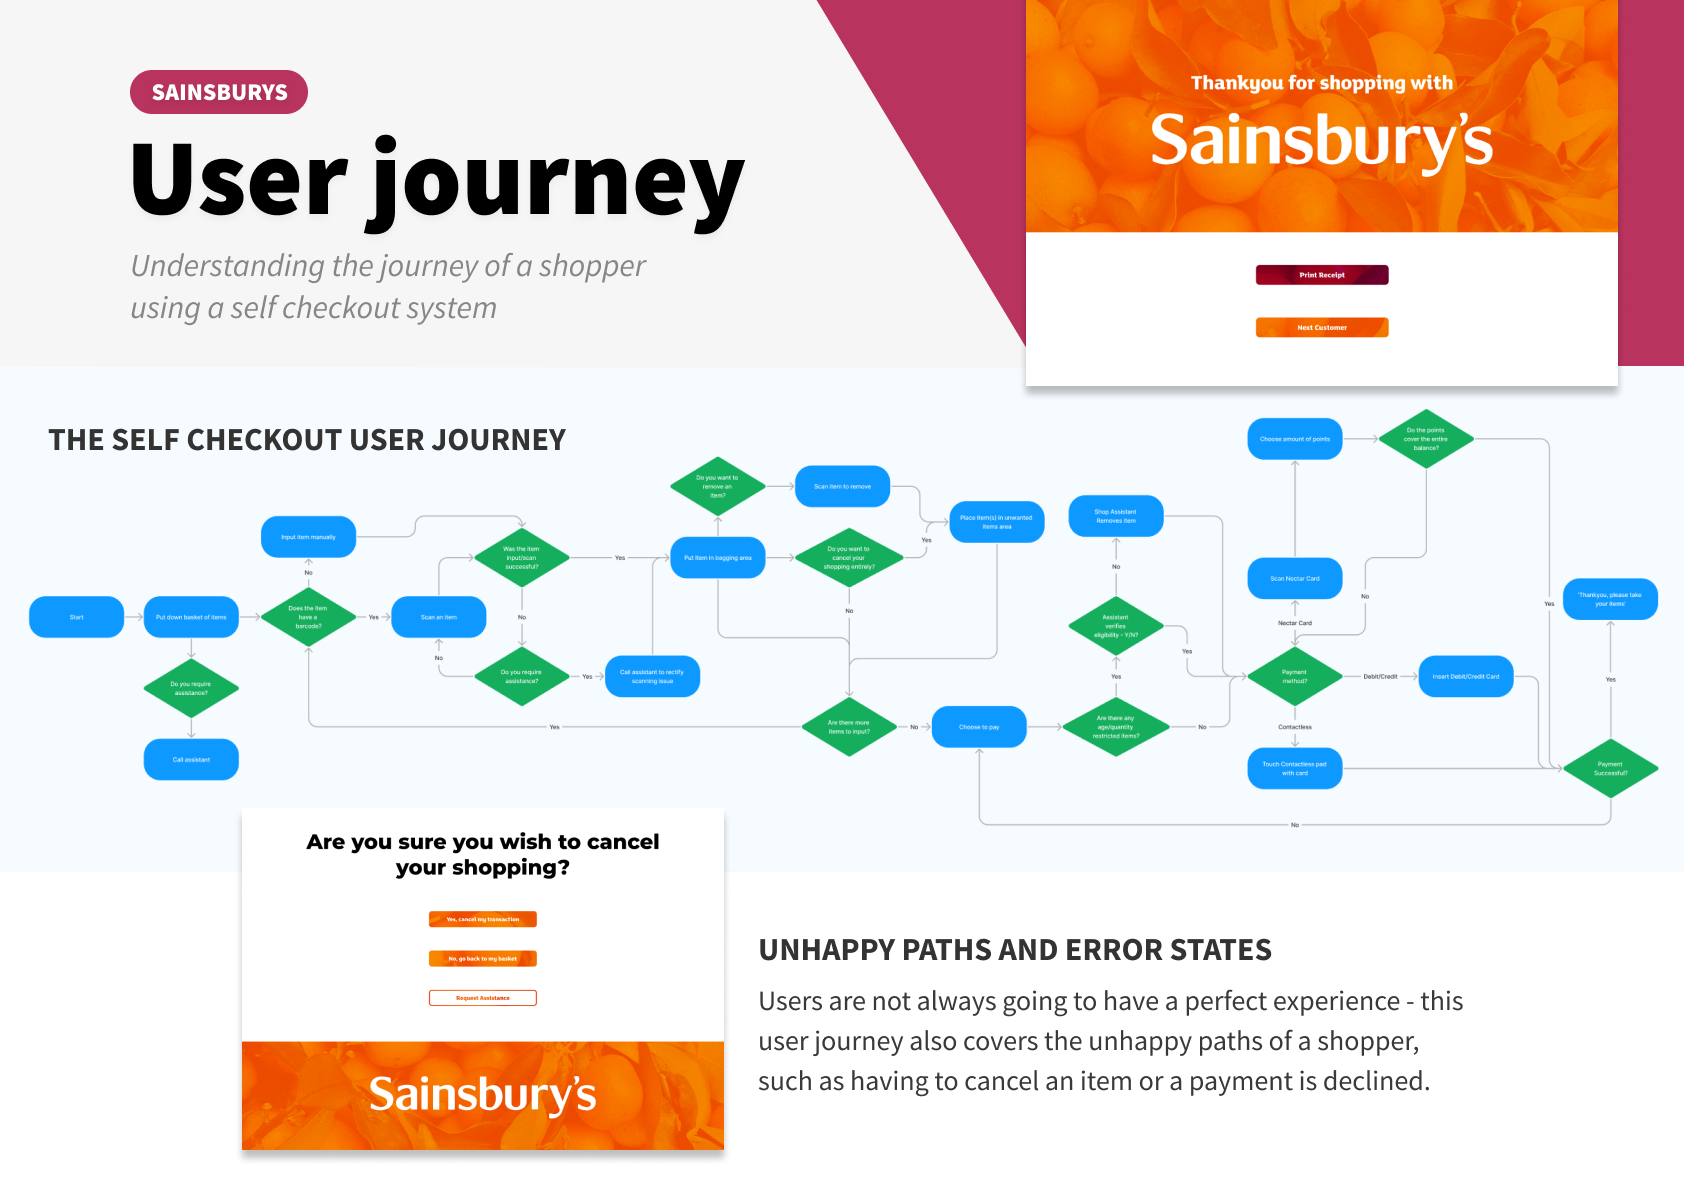 SAINSBURYS
User journey
Understanding the journey of a shopper
using a self checkout system
Thankyou for shopping with
Sainsbury's
Print Receipt
Next Customer
THE SELF CHECKOUT USER JOURNEY
Start
Put down basket of items
Do you require
assistance?
Call assistant
Does the item
have a
barcode?
No
Input item manually
Yes
Scan an item
Was the item
input/scan
successful?
No
Do you require
assistance?
No
Yes
Call assistant to rectify
scanning issue
Yes
Put item in bagging area
Do you want to
remove an
item?
Scan item to remove
Do you want to
cancel your
shopping entirely?
Yes
Place item(s) in unwanted
items area
No
Are there more
items to input?
Yes
No
Choose to pay
Are there any
age/quantity
restricted items?
Yes
Assistant
verifies
eligibility - Y/N?
No
Shop Assistant
Removes item
Yes
No
Payment
method?
Nectar Card
Scan Nectar Card
Choose amount of points
Do the points
cover the entire
balance?
No
Yes
Debit/Credit
Insert Debit/Credit Card
Contactless
Touch Contactless pad
with card
Payment
Successful?
Yes
'Thankyou, please take
your items'
No
Are you sure you wish to cancel
your shopping?
Yes, cancel my transaction
No, go back to my basket
Request Assistance
Sainsbury's
UNHAPPY PATHS AND ERROR STATES
Users are not always going to have a perfect experience - this
user journey also covers the unhappy paths of a shopper,
such as having to cancel an item or a payment is declined.